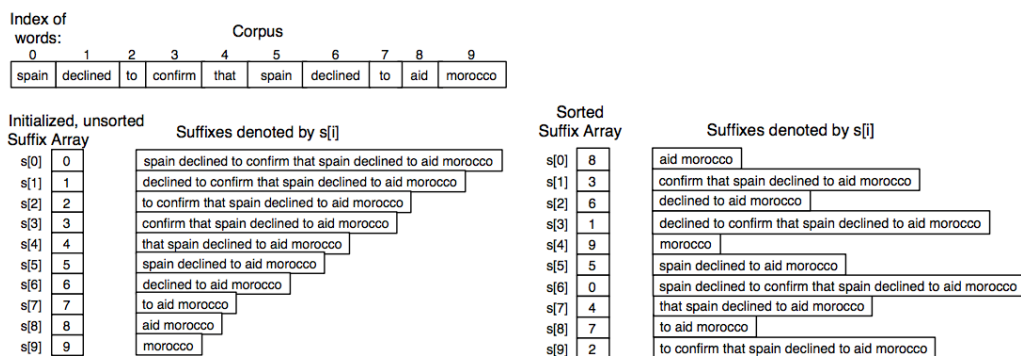 Index of
words:
Corpus
0 1 2 3 4 5 6 7 8 9
spain declined to confirm that spain declined to aid morocco
Initialized, unsorted
Suffix Array
Suffixes denoted by s[i]
s[0] 0 spain declined to confirm that spain declined to aid morocco
s[1] 1 declined to confirm that spain declined to aid morocco
s[2] 2 to confirm that spain declined to aid morocco
s[3] 3 confirm that spain declined to aid morocco
s[4] 4 that spain declined to aid morocco
s[5] 5 spain declined to aid morocco
s[6] 6 declined to aid morocco
s[7] 7 to aid morocco
s[8] 8 aid morocco
s[9] 9 morocco
Sorted
Suffix Array
Suffixes denoted by s[i]
s[0] 8 aid morocco
s[1] 3 confirm that spain declined to aid morocco
s[2] 6 declined to aid morocco
s[3] 1 declined to confirm that spain declined to aid morocco
s[4] 9 morocco
s[5] 5 spain declined to aid morocco
s[6] 0 spain declined to confirm that spain declined to aid morocco
s[7] 4 that spain declined to aid morocco
s[8] 7 to aid morocco
s[9] 2 to confirm that spain declined to aid morocco